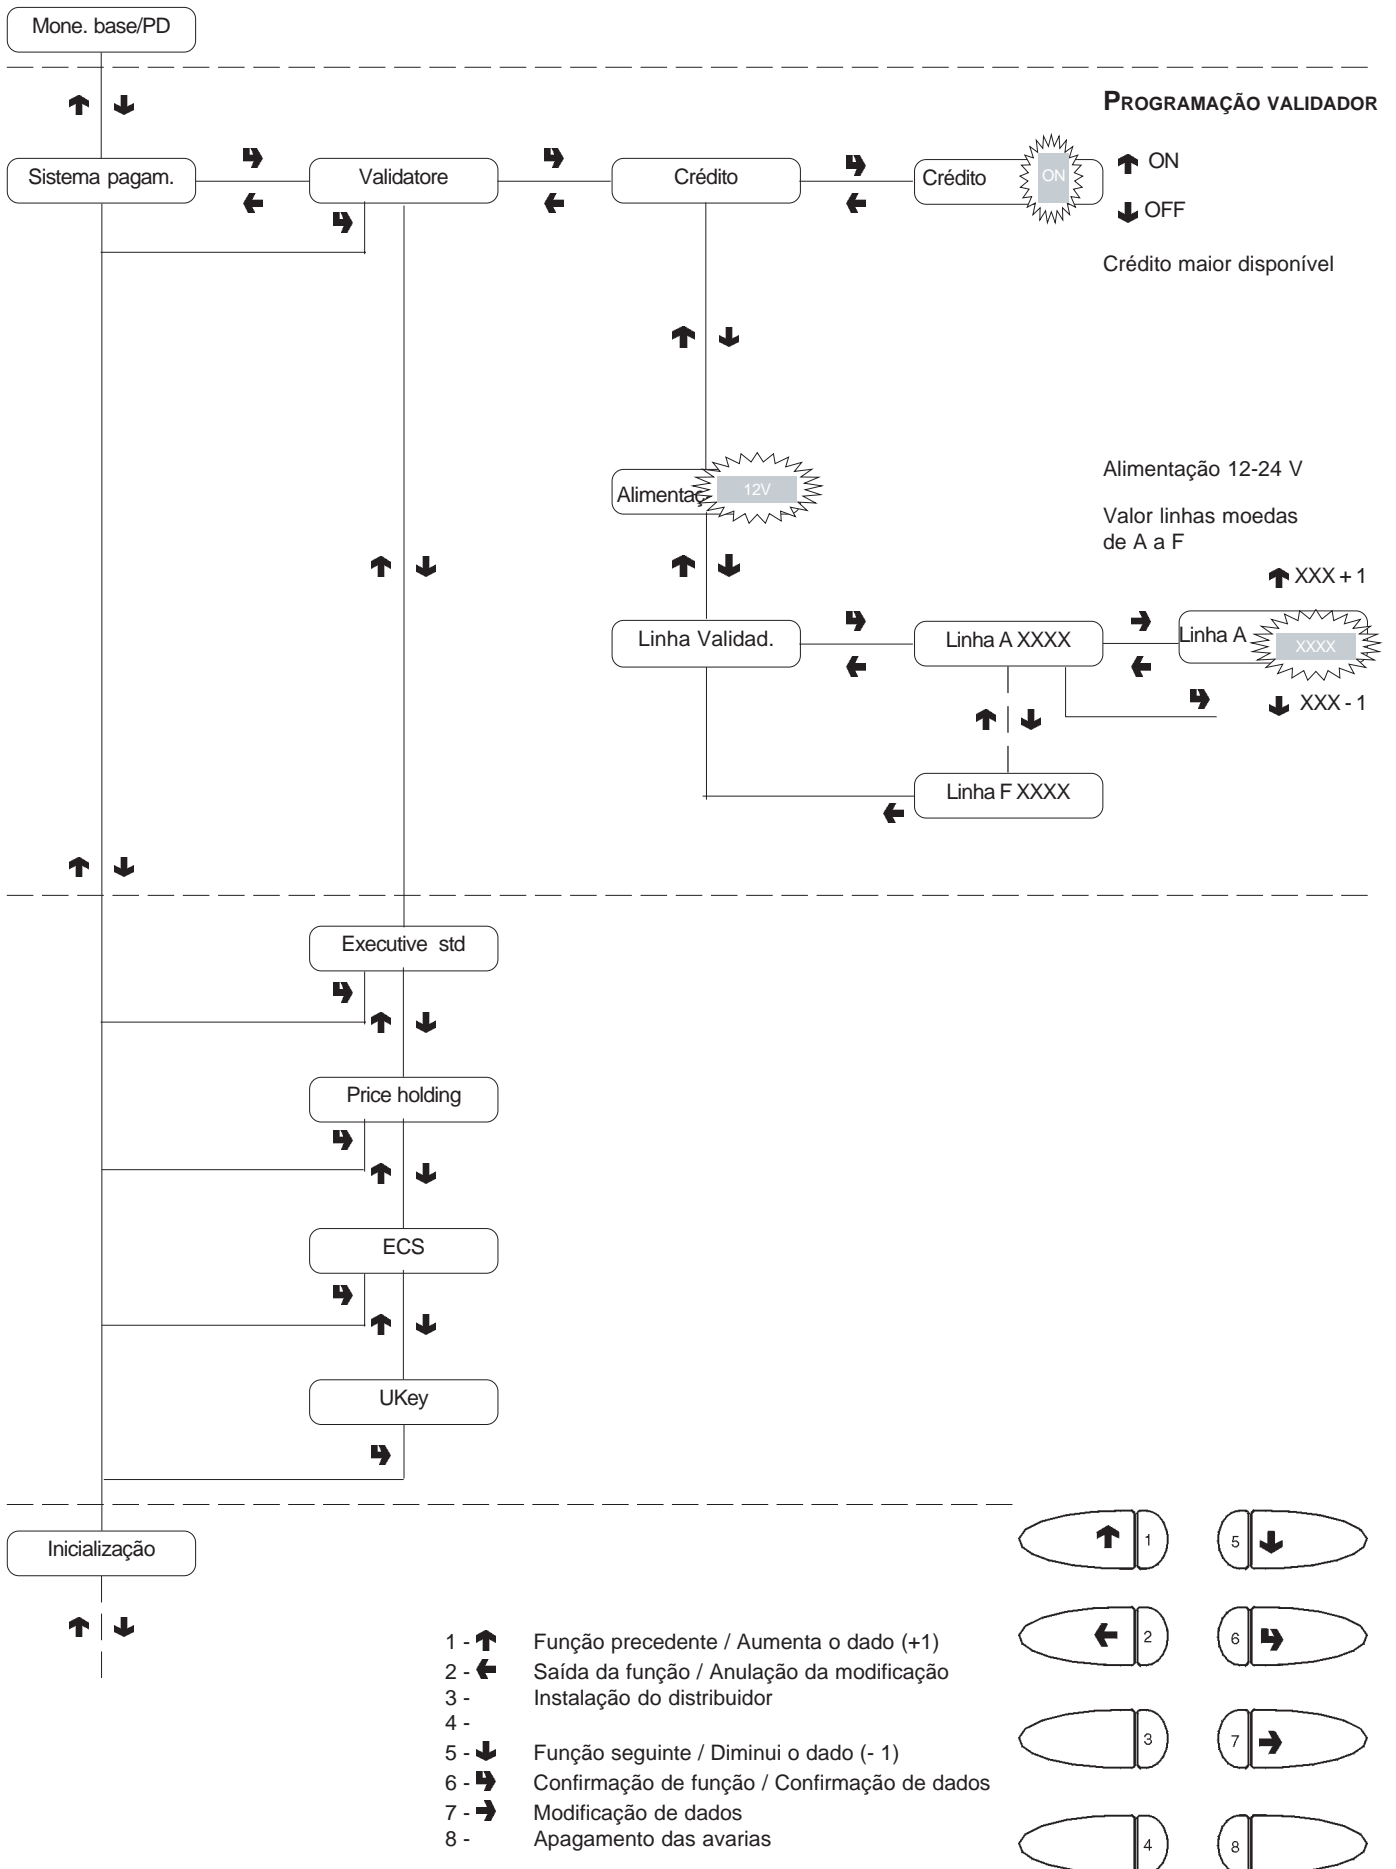 Mone. base/PD
PROGRAMAÇÃO VALIDADOR
Sistema pagam.
Validatore
Crédito
Crédito
ON
ON
OFF
Crédito maior disponível
Alimentaç
12V
Alimentação 12-24 V
Valor linhas moedas
de A a F
XXX + 1
Linha Validad.
Linha A XXXX
Linha A
XXXX
XXX - 1
Linha F XXXX
Executive std
Price holding
ECS
UKey
Inicialização
1 - Função precedente / Aumenta o dado (+1)
2 - Saída da função / Anulação da modificação
3 - Instalação do distribuidor
4 -
5 - Função seguinte / Diminui o dado (- 1)
6 - Confirmação de função / Confirmação de dados
7 - Modificação de dados
8 - Apagamento das avarias
1
5
2
6
3
7
4
8